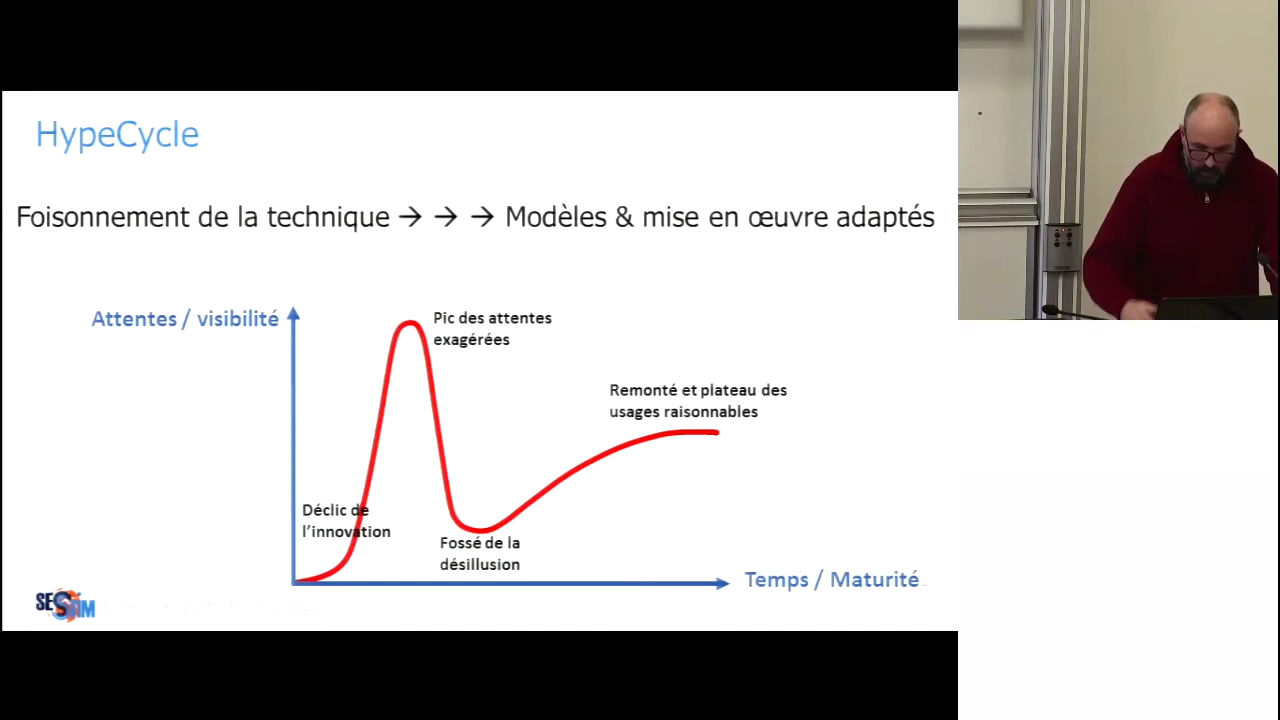 HypeCycle
Foisonnement de la technique → → → Modèles & mise en œuvre adaptés
Attentes / visibilité
Pic des attentes
exagérées
Remonté et plateau des
usages raisonnables
Déclic de
l'innovation
Fossé de la
désillusion
Temps / Maturité
SESSTIM